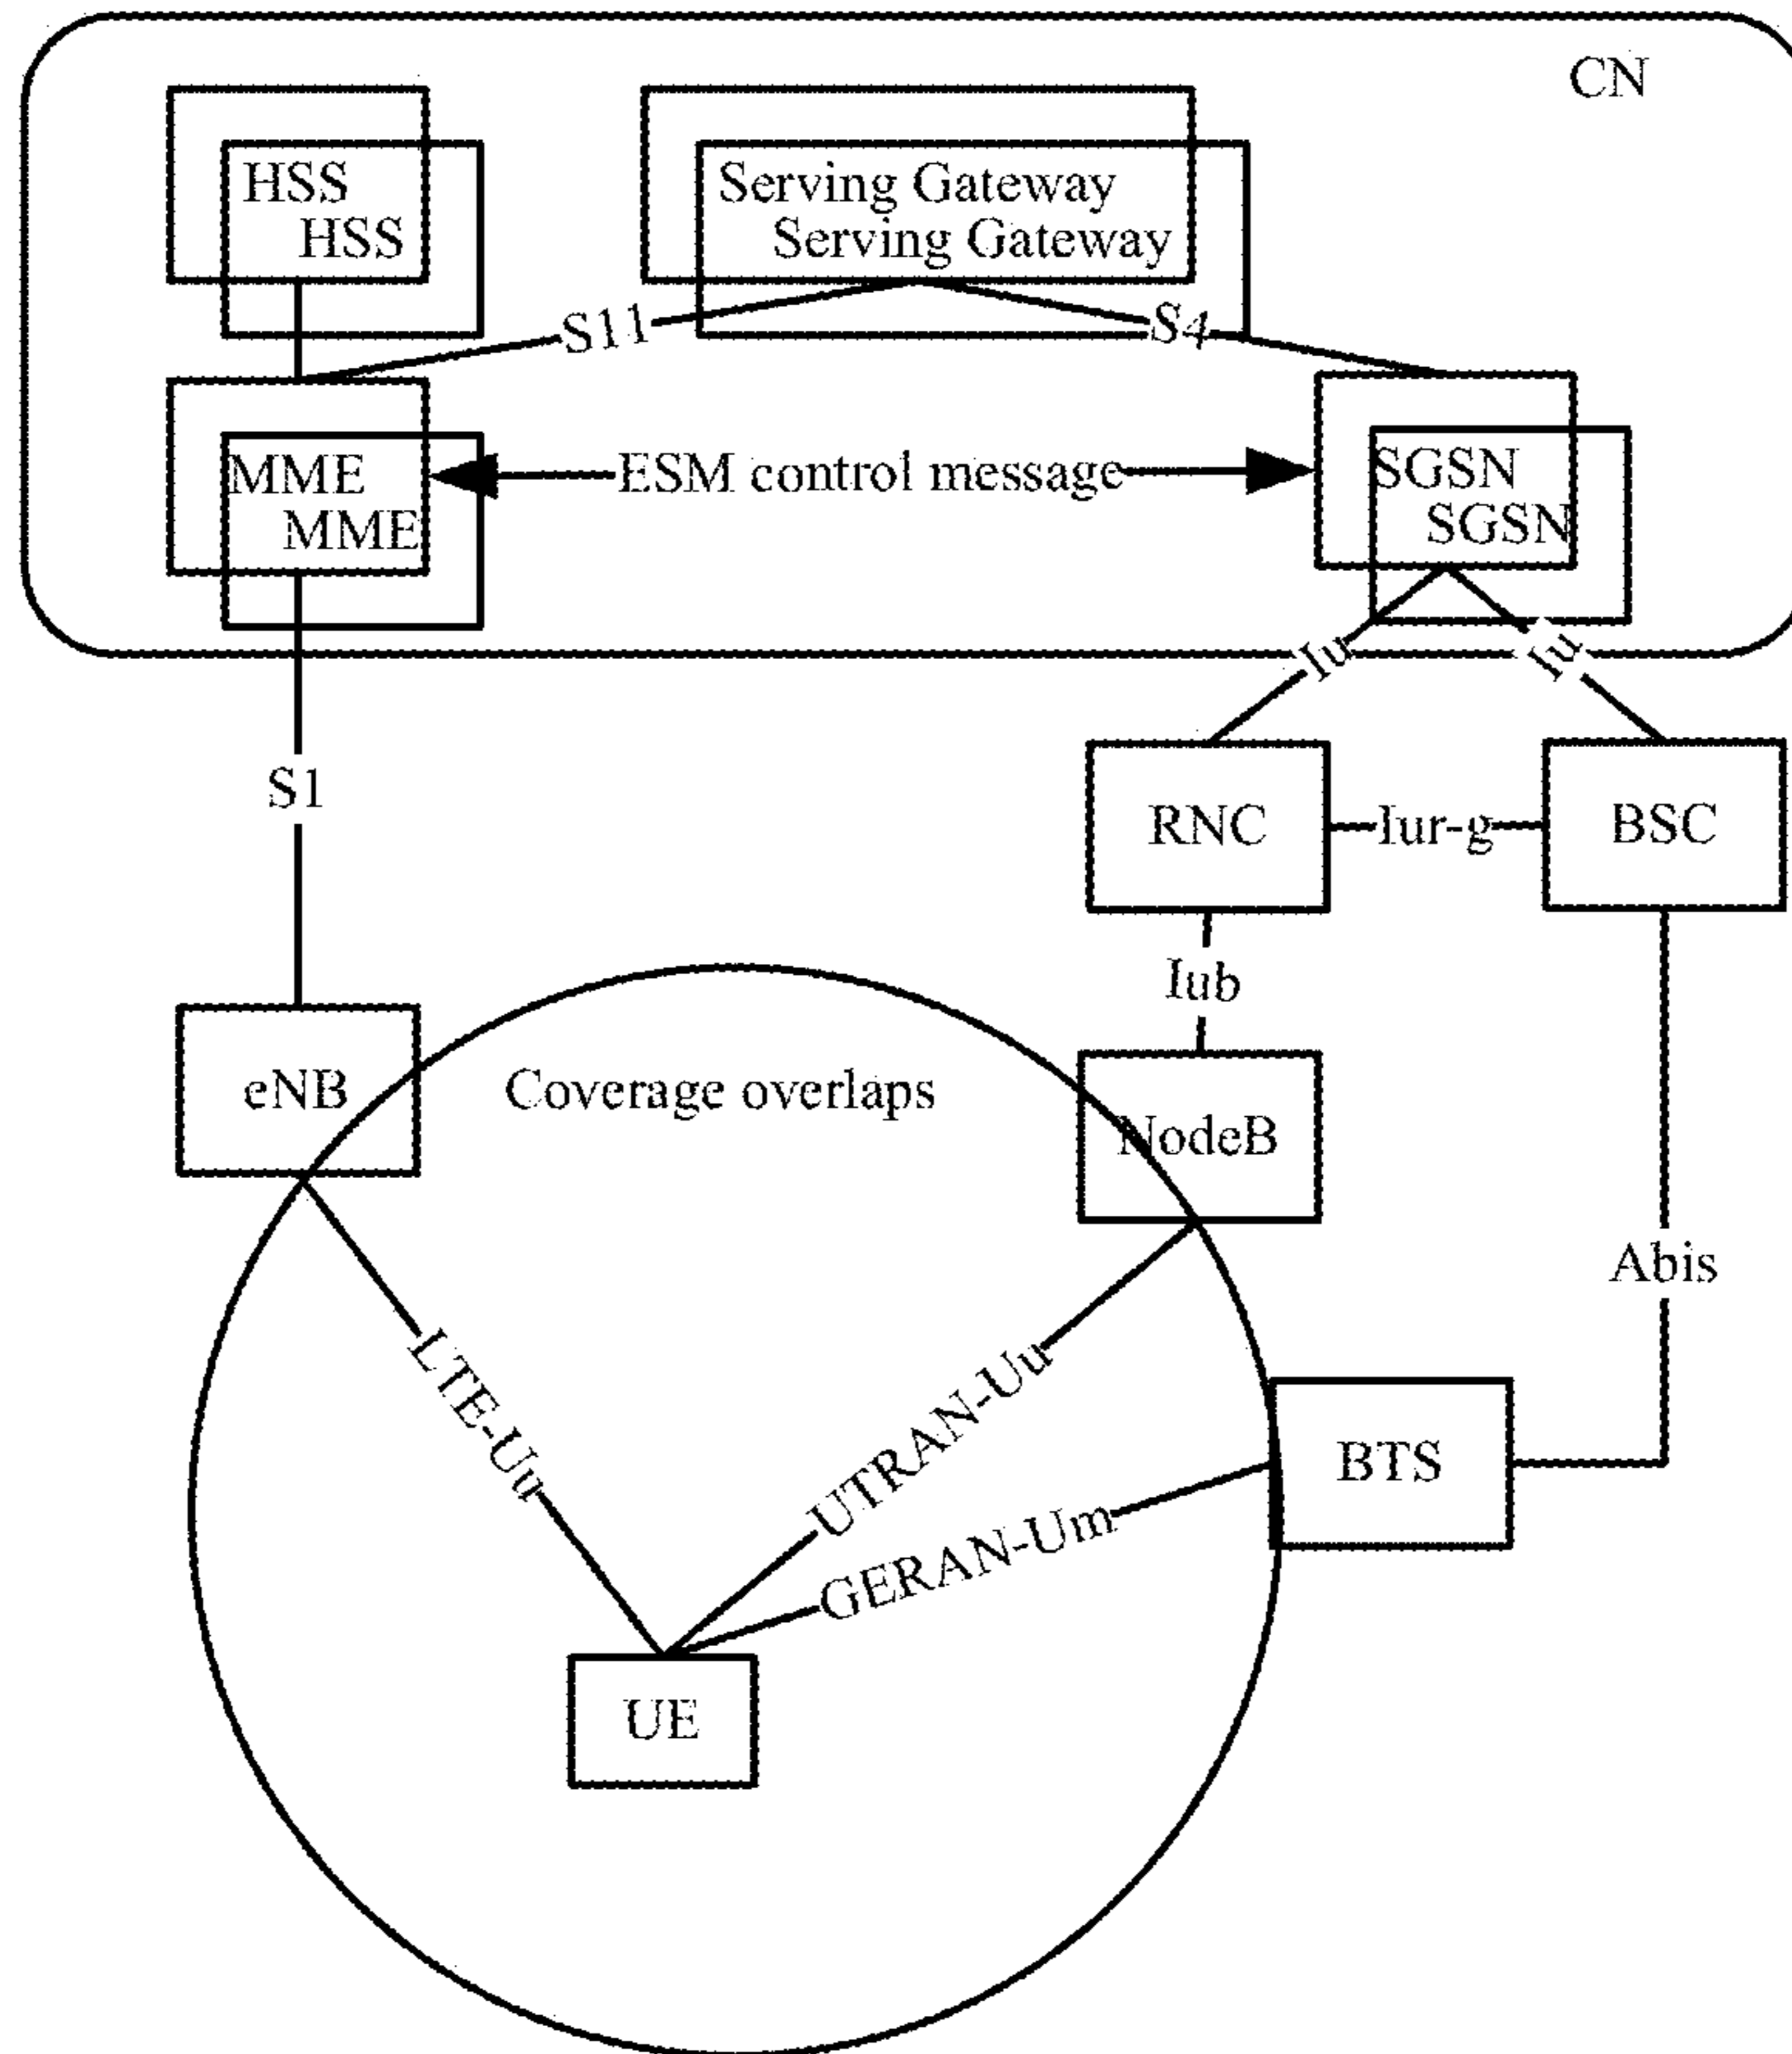 CN
HSS
HSS
Serving Gateway
Serving Gateway
S11
S4
MME
MME
ESM control message
SGSN
SGSN
Iu
Iu
S1
RNC
Iur-g
BSC
Iub
eNB
Coverage overlaps
NodeB
Abis
LTE-Uu
UTRAN-Uu
BTS
GERAN-Um
UE